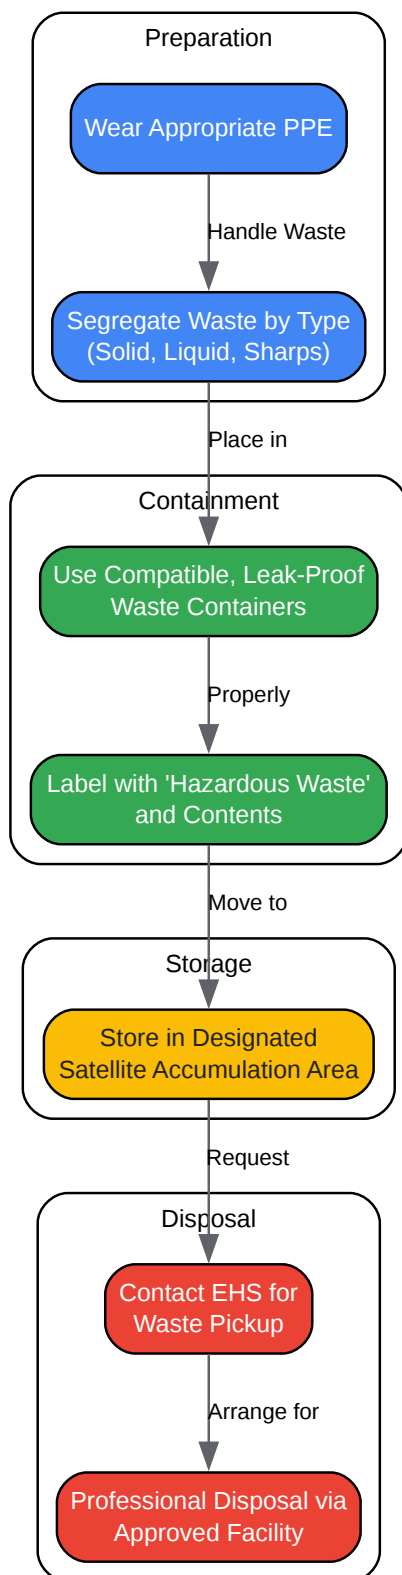 Preparation
Wear Appropriate PPE
Handle Waste
Segregate Waste by Type
(Solid, Liquid, Sharps)
Place in
Containment
Use Compatible, Leak-Proof
Waste Containers
Properly
Label with 'Hazardous Waste'
and Contents
Move to
Storage
Store in Designated
Satellite Accumulation Area
Request
Disposal
Contact EHS for
Waste Pickup
Arrange for
Professional Disposal via
Approved Facility